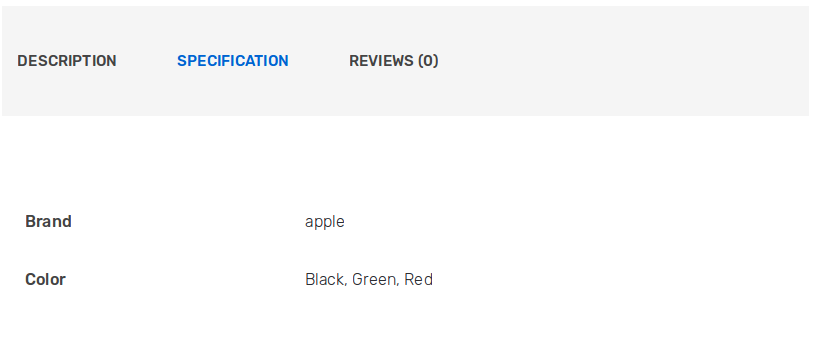 DESCRIPTION SPECIFICATION REVIEWS (0)
Brand apple
Color Black, Green, Red